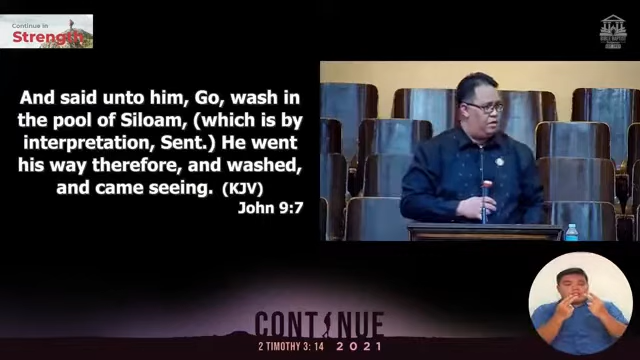 Continue in
Strength
And said unto him, Go, wash in
the pool of Siloam, (which is by
interpretation, Sent.) He went
his way therefore, and washed,
and came seeing. (KJV)
John 9:7
CONTINUE
2 TIMOTHY 3: 14 2021